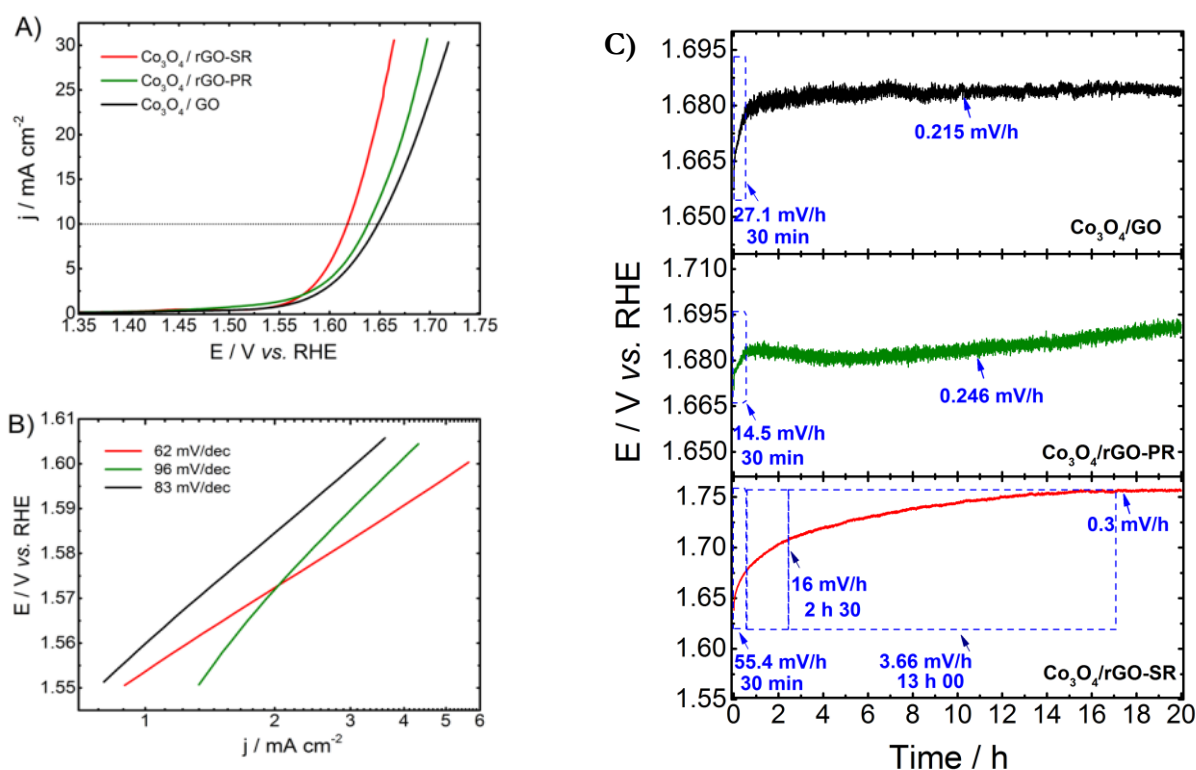 A)
30
25
20
15
10
5
0
j / mA cm⁻²
Co₃O₄ / rGO-SR
Co₃O₄ / rGO-PR
Co₃O₄ / GO
1.35 1.40 1.45 1.50 1.55 1.60 1.65 1.70 1.75
E / V vs. RHE
B)
1.61
1.60
1.59
1.58
1.57
1.56
1.55
E / V vs. RHE
62 mV/dec
96 mV/dec
83 mV/dec
1 2 3 4 5 6
j / mA cm⁻²
C)
1.695
1.680
1.665
1.650
0.215 mV/h
27.1 mV/h
30 min
Co₃O₄/GO
1.710
1.695
1.680
1.665
1.650
E / V vs. RHE
0.246 mV/h
14.5 mV/h
30 min
Co₃O₄/rGO-PR
1.75
1.70
1.65
1.60
1.55
0.3 mV/h
16 mV/h
2 h 30
55.4 mV/h
30 min
3.66 mV/h
13 h 00
Co₃O₄/rGO-SR
0 2 4 6 8 10 12 14 16 18 20
Time / h